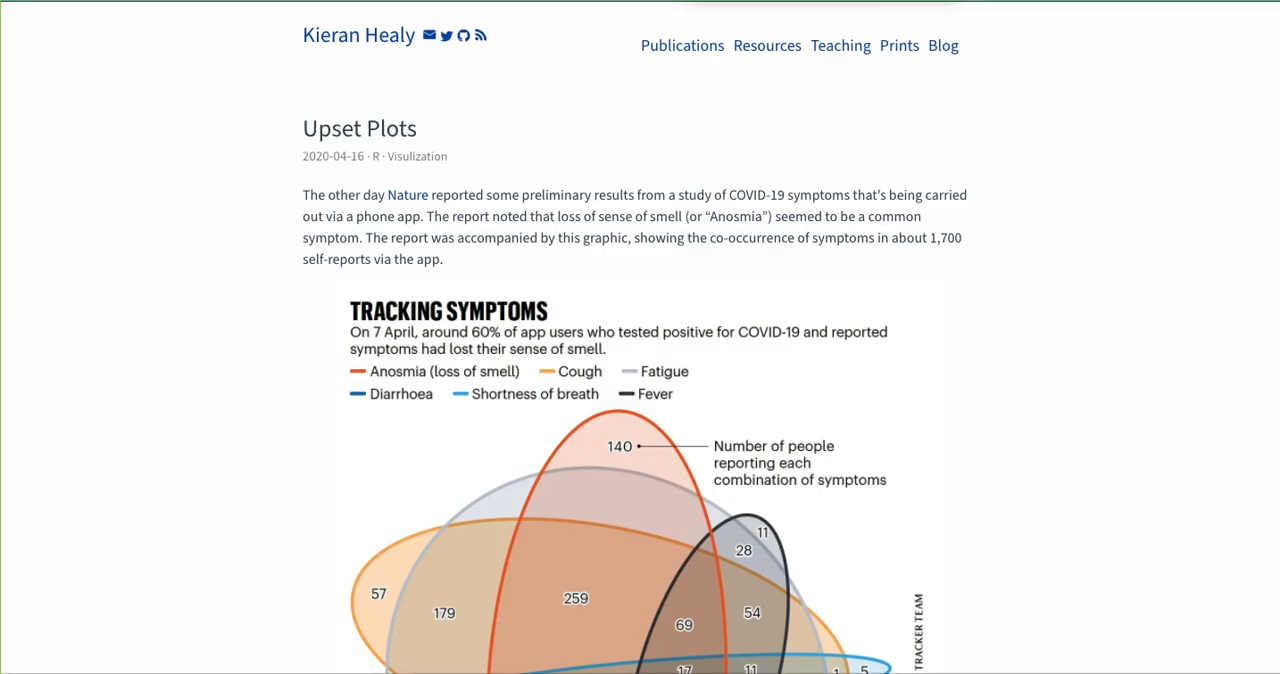 Kieran Healy
Publications Resources Teaching Prints Blog
Upset Plots
2020-04-16 · R · Visulization
The other day Nature reported some preliminary results from a study of COVID-19 symptoms that’s being carried
out via a phone app. The report noted that loss of sense of smell (or “Anosmia”) seemed to be a common
symptom. The report was accompanied by this graphic, showing the co-occurrence of symptoms in about 1,700
self-reports via the app.
TRACKING SYMPTOMS
On 7 April, around 60% of app users who tested positive for COVID-19 and reported
symptoms had lost their sense of smell.
Anosmia (loss of smell) Cough Fatigue
Diarrhoea Shortness of breath Fever
140
Number of people
reporting each
combination of symptoms
11
28
57
179
259
54
69
17
11
1
5
TRACKER TEAM